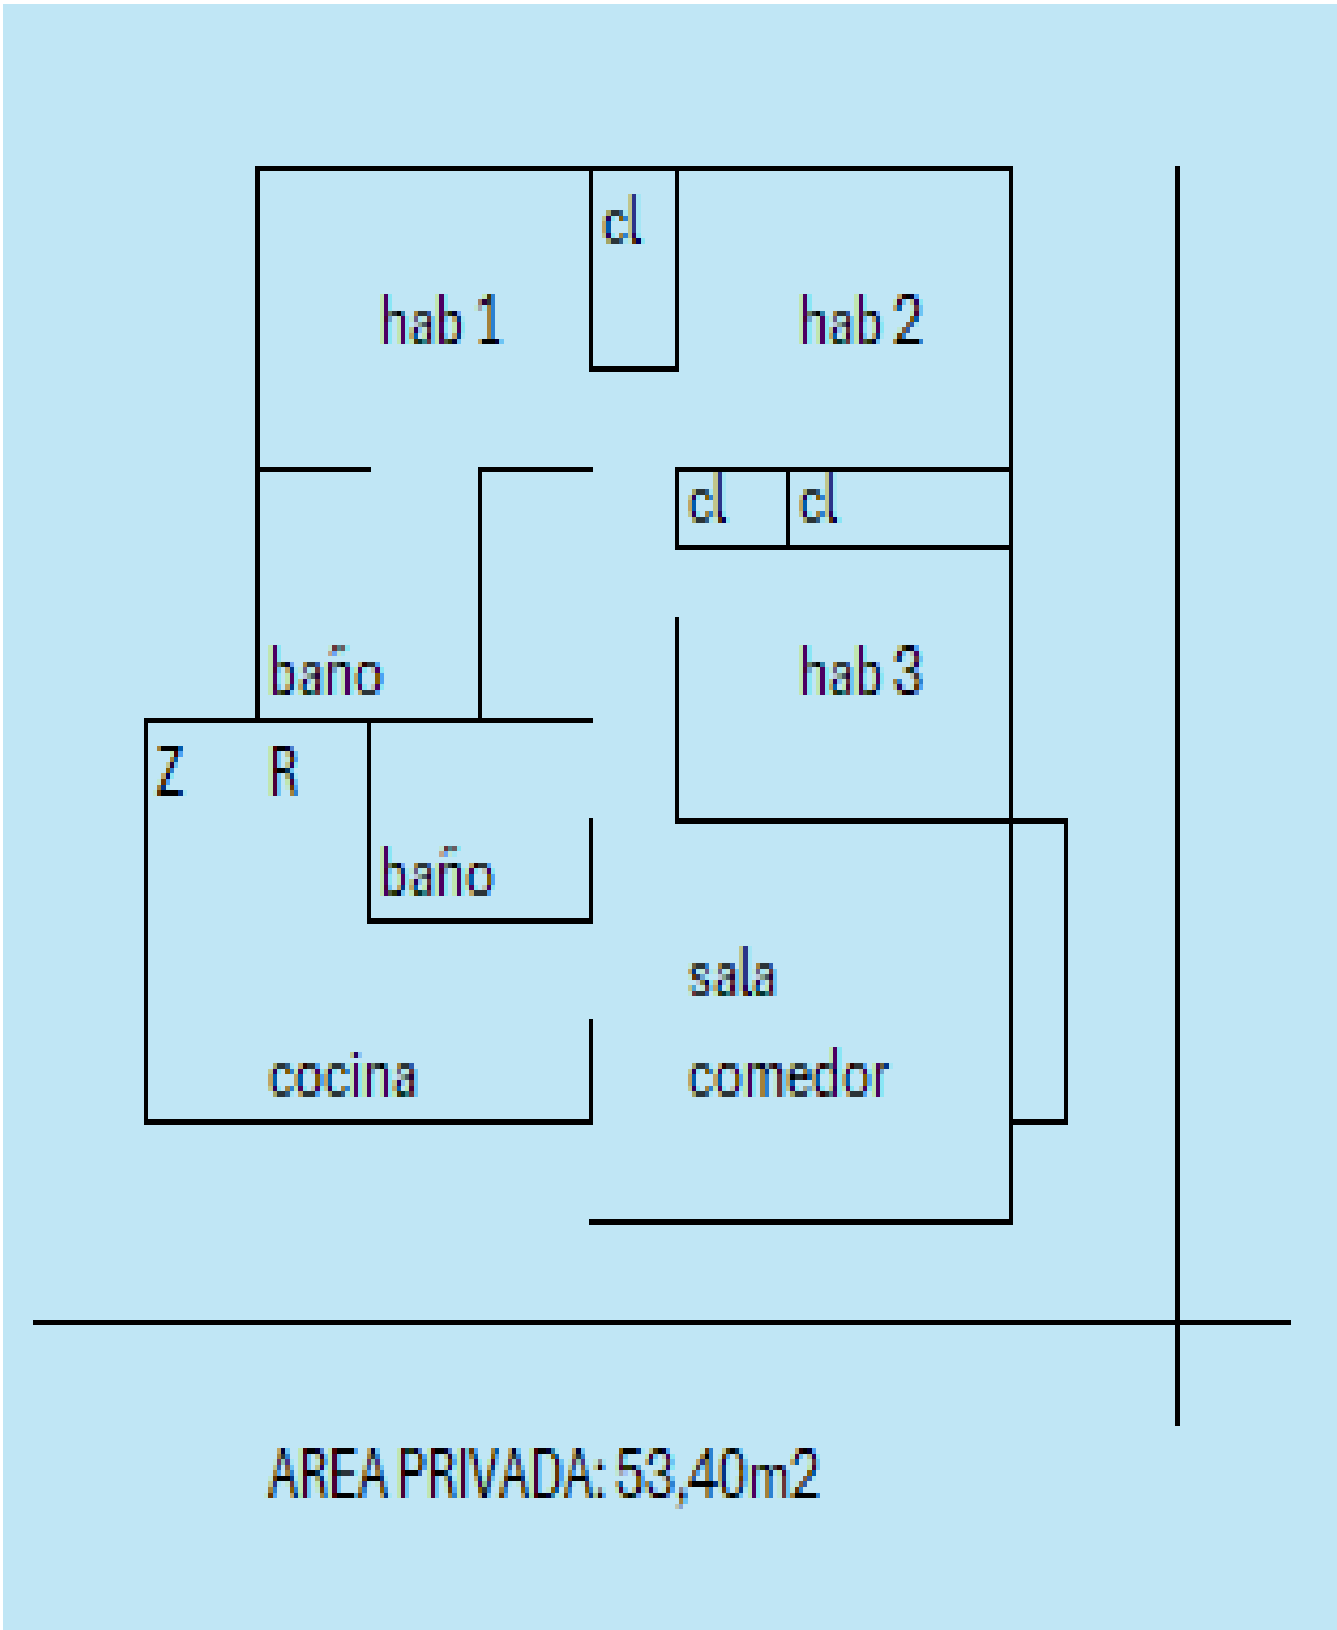 cl
hab 1 hab 2
cl cl
baño hab 3
Z R
baño
sala
cocina comedor
AREA PRIVADA: 53,40m2